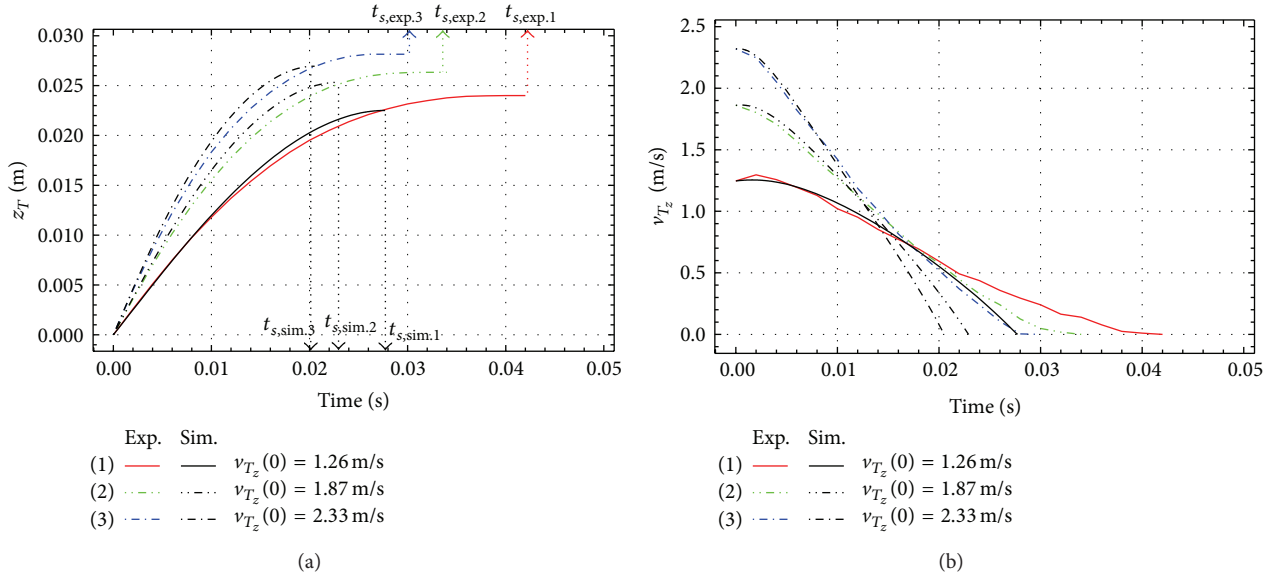 t_{s,exp.3} t_{s,exp.2} t_{s,exp.1}
0.030
0.025
0.020
0.015
0.010
0.005
0.000
z_T (m)
t_{s,sim.3} t_{s,sim.2} t_{s,sim.1}
0.00 0.01 0.02 0.03 0.04 0.05
Time (s)
Exp. Sim.
(1) v_{T_z}(0) = 1.26 m/s
(2) v_{T_z}(0) = 1.87 m/s
(3) v_{T_z}(0) = 2.33 m/s
(a)
2.5
2.0
1.5
1.0
0.5
0.0
v_{T_z} (m/s)
0.00 0.01 0.02 0.03 0.04 0.05
Time (s)
Exp. Sim.
(1) v_{T_z}(0) = 1.26 m/s
(2) v_{T_z}(0) = 1.87 m/s
(3) v_{T_z}(0) = 2.33 m/s
(b)